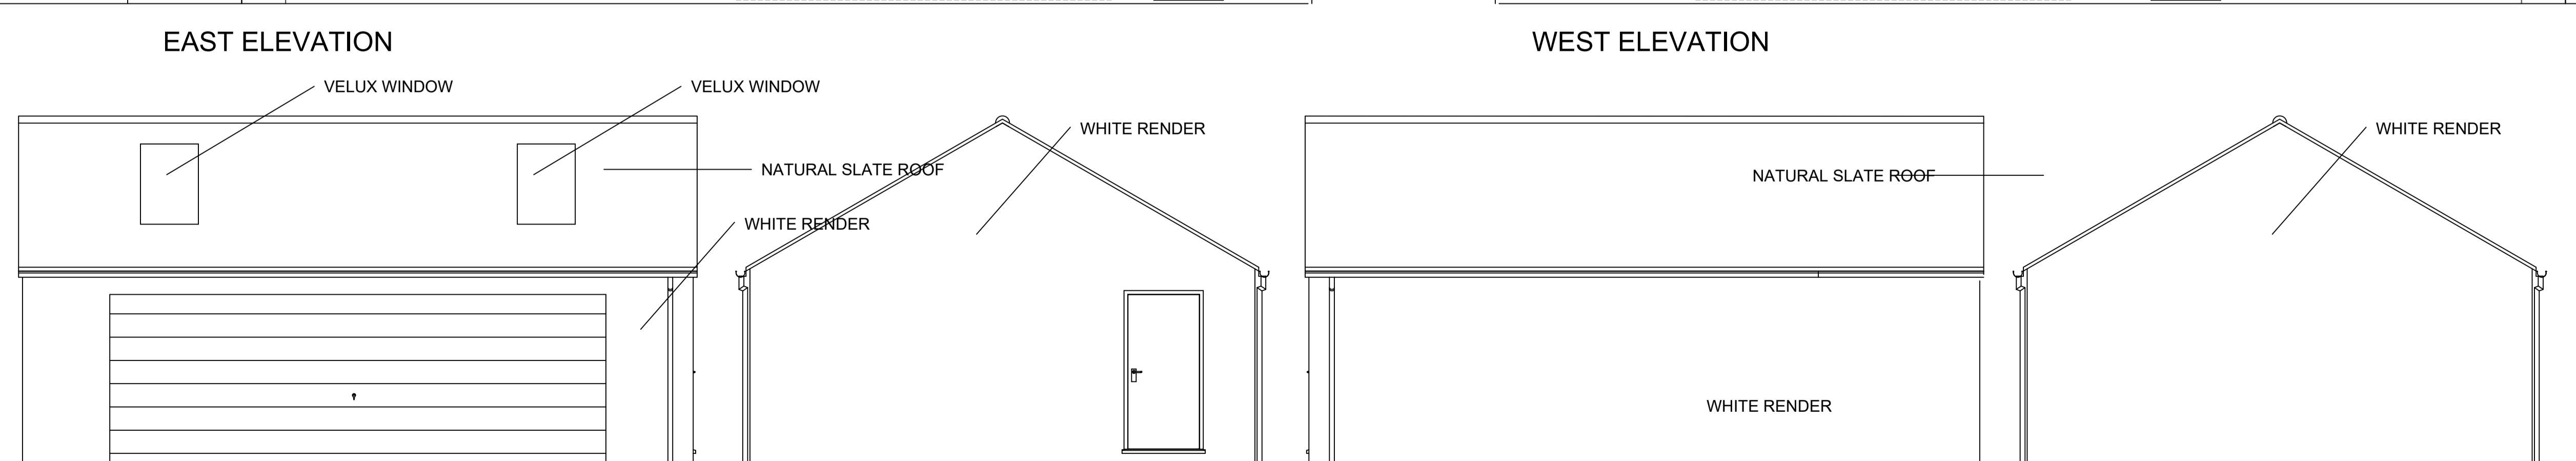 EAST ELEVATION
WEST ELEVATION
VELUX WINDOW
VELUX WINDOW
WHITE RENDER
WHITE RENDER
NATURAL SLATE ROOF
NATURAL SLATE ROOF
WHITE RENDER
WHITE RENDER